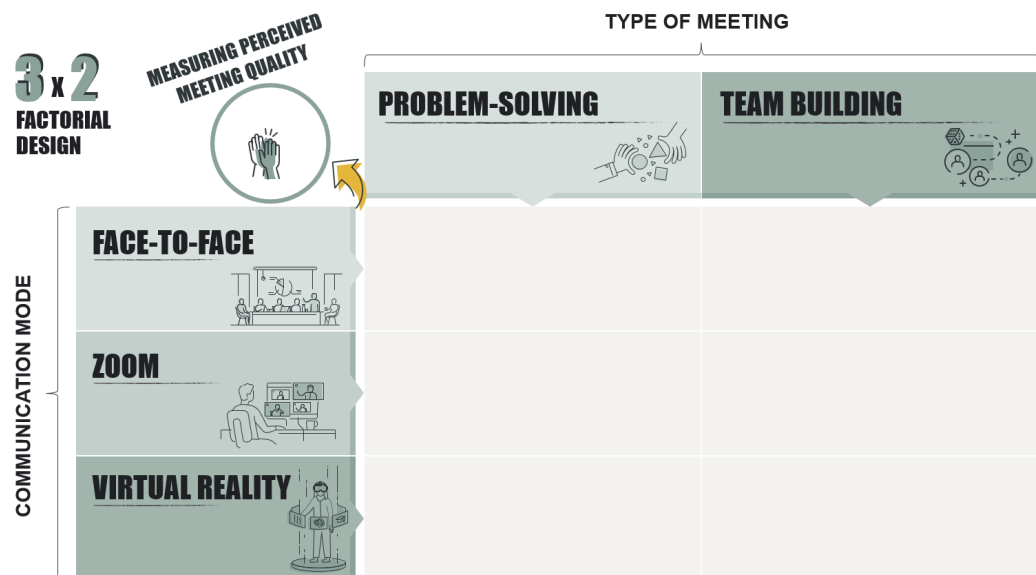 TYPE OF MEETING
3 x 2
FACTORIAL
DESIGN
MEASURING PERCEIVED
MEETING QUALITY
PROBLEM-SOLVING
TEAM BUILDING
COMMUNICATION MODE
FACE-TO-FACE
ZOOM
VIRTUAL REALITY